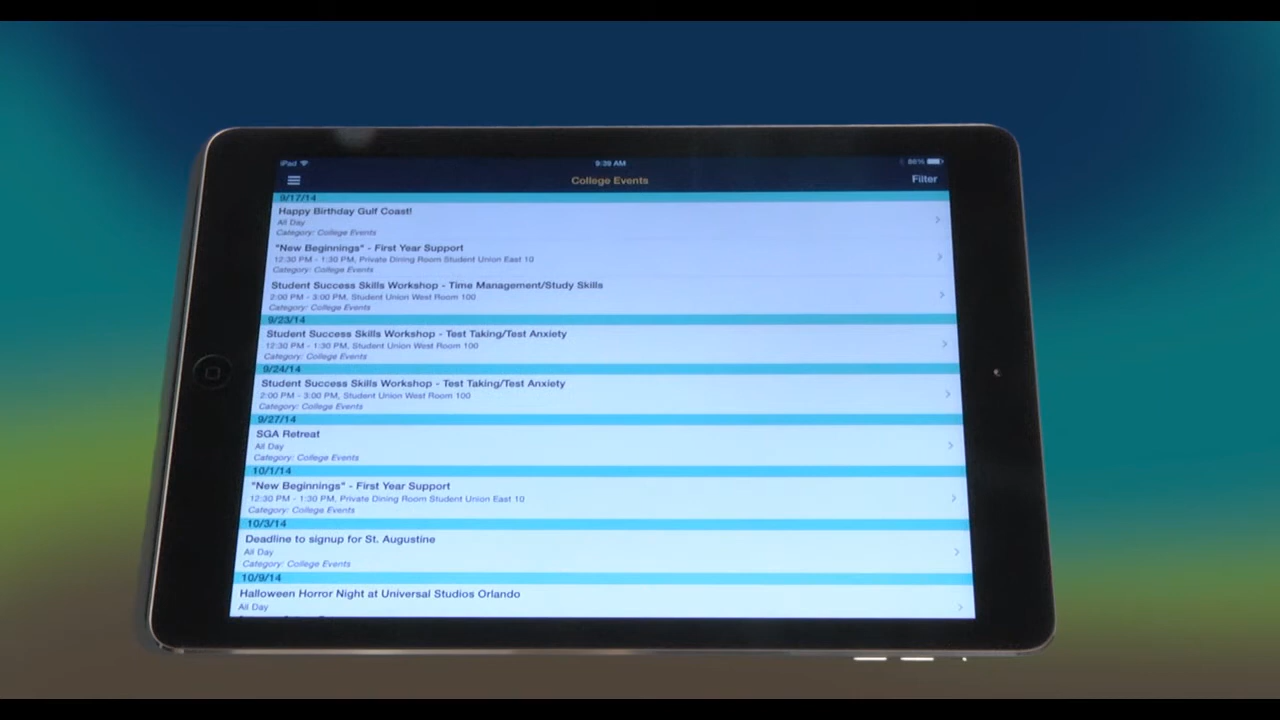 iPad 9:39 AM 86%
College Events Filter
9/17/14
Happy Birthday Gulf Coast!
All Day
Category: College Events
"New Beginnings" - First Year Support
12:30 PM - 1:30 PM, Private Dining Room Student Union East 10
Category: College Events
Student Success Skills Workshop - Time Management/Study Skills
2:00 PM - 3:00 PM, Student Union West Room 100
Category: College Events
9/23/14
Student Success Skills Workshop - Test Taking/Test Anxiety
12:30 PM - 1:30 PM, Student Union West Room 100
Category: College Events
9/24/14
Student Success Skills Workshop - Test Taking/Test Anxiety
2:00 PM - 3:00 PM, Student Union West Room 100
Category: College Events
9/27/14
SGA Retreat
All Day
Category: College Events
10/1/14
"New Beginnings" - First Year Support
12:30 PM - 1:30 PM, Private Dining Room Student Union East 10
Category: College Events
10/3/14
Deadline to signup for St. Augustine
All Day
Category: College Events
10/9/14
Halloween Horror Night at Universal Studios Orlando
All Day